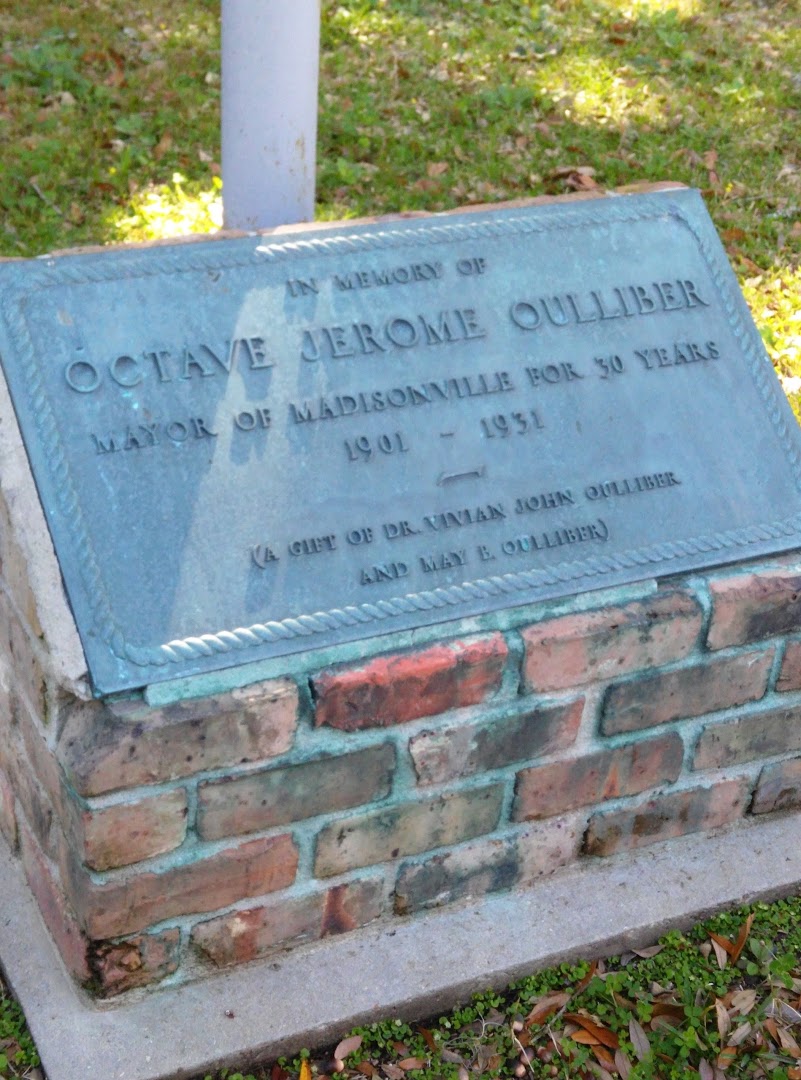 IN MEMORY OF
OCTAVE JEROME OULLIBER
MAYOR OF MADISONVILLE FOR 30 YEARS
1901 - 1931
(A GIFT OF DR. VIVIAN JOHN OULLIBER
AND MAY E. OULLIBER)